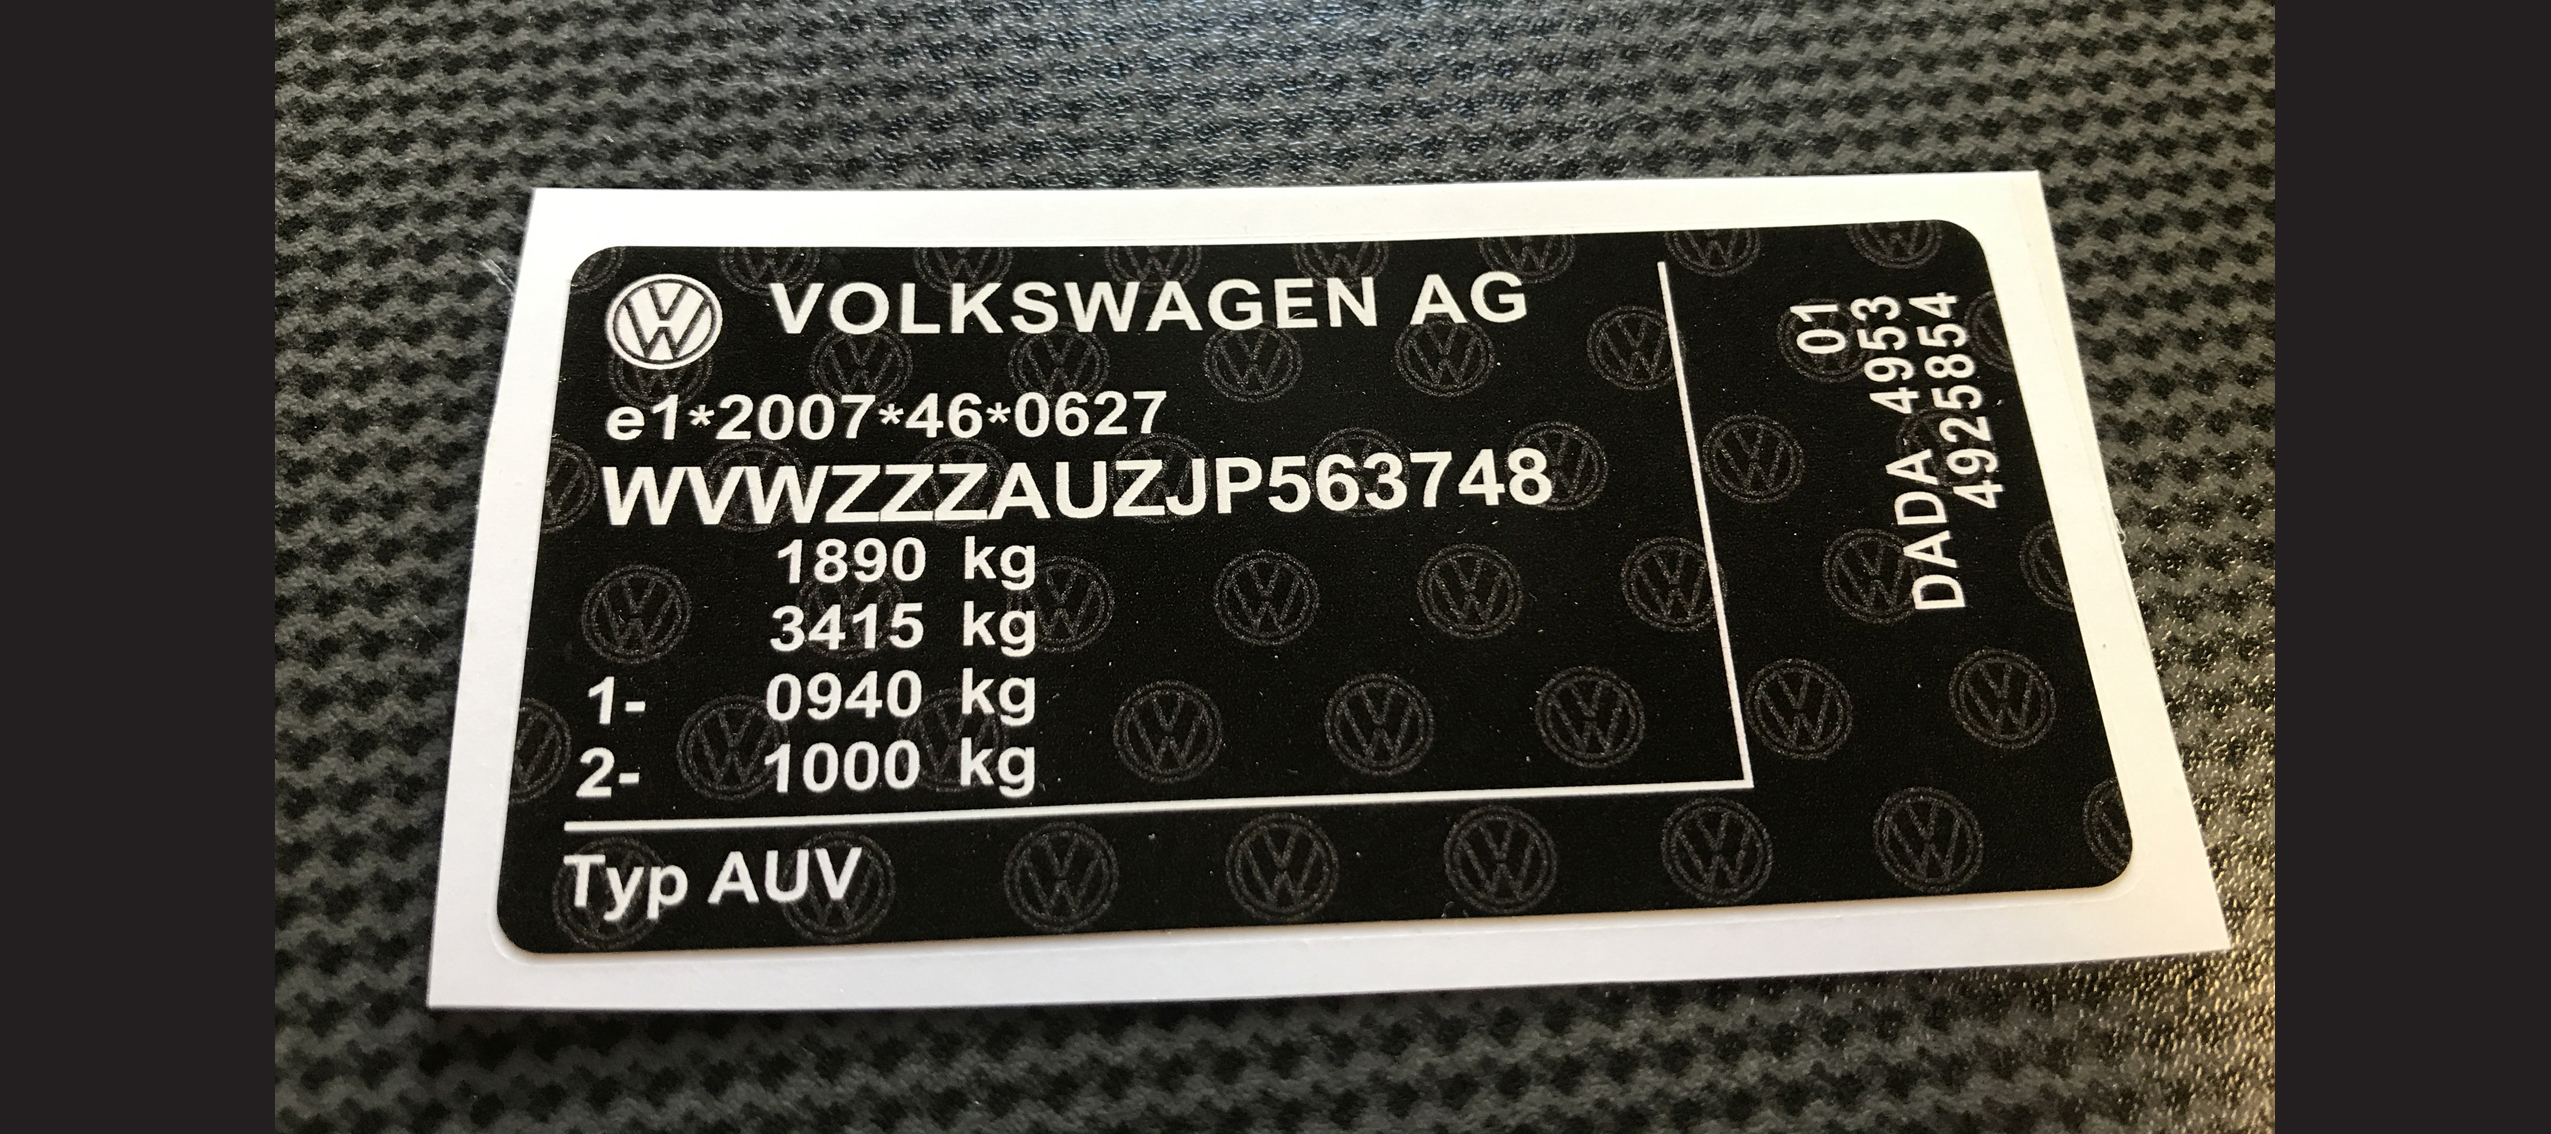 VOLKSWAGEN AG
e1*2007*46*0627
WVWZZZAUZJP563748
1890 kg
3415 kg
1- 0940 kg
2- 1000 kg
Typ AUV
01
DADA 4953
4925854